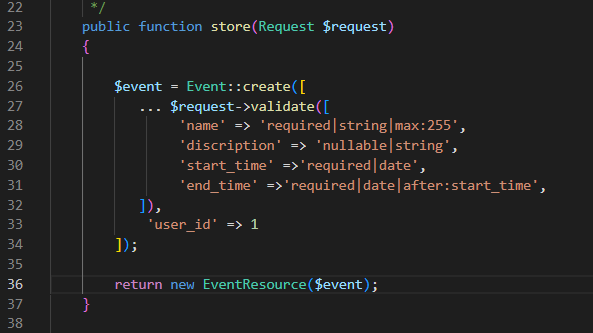 22 */
23 public function store(Request $request)
24 {
25
26 $event = Event::create([
27 ... $request->validate([
28 'name' => 'required|string|max:255',
29 'discription' => 'nullable|string',
30 'start_time' =>'required|date',
31 'end_time' =>'required|date|after:start_time',
32 ]),
33 'user_id' => 1
34 ]);
35
36 return new EventResource($event);
37 }
38